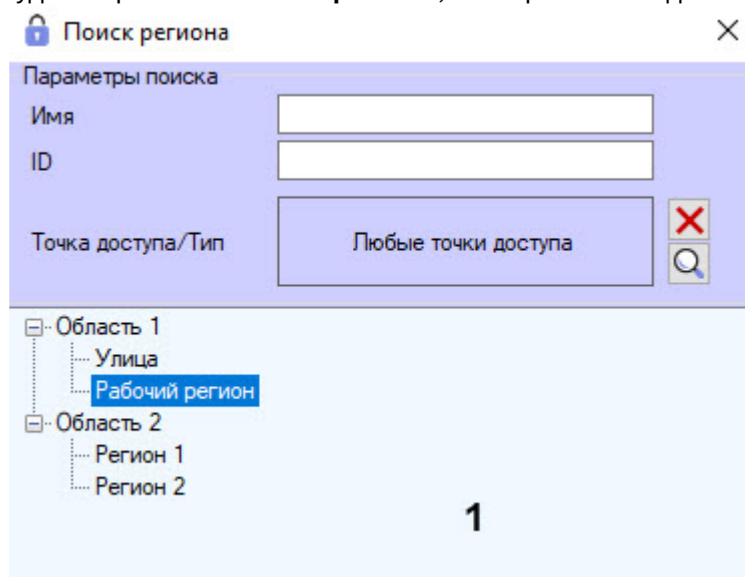 Поиск региона
Параметры поиска
Имя
ID
Точка доступа/Тип
Любые точки доступа
Область 1
Улица
Рабочий регион
Область 2
Регион 1
Регион 2
1